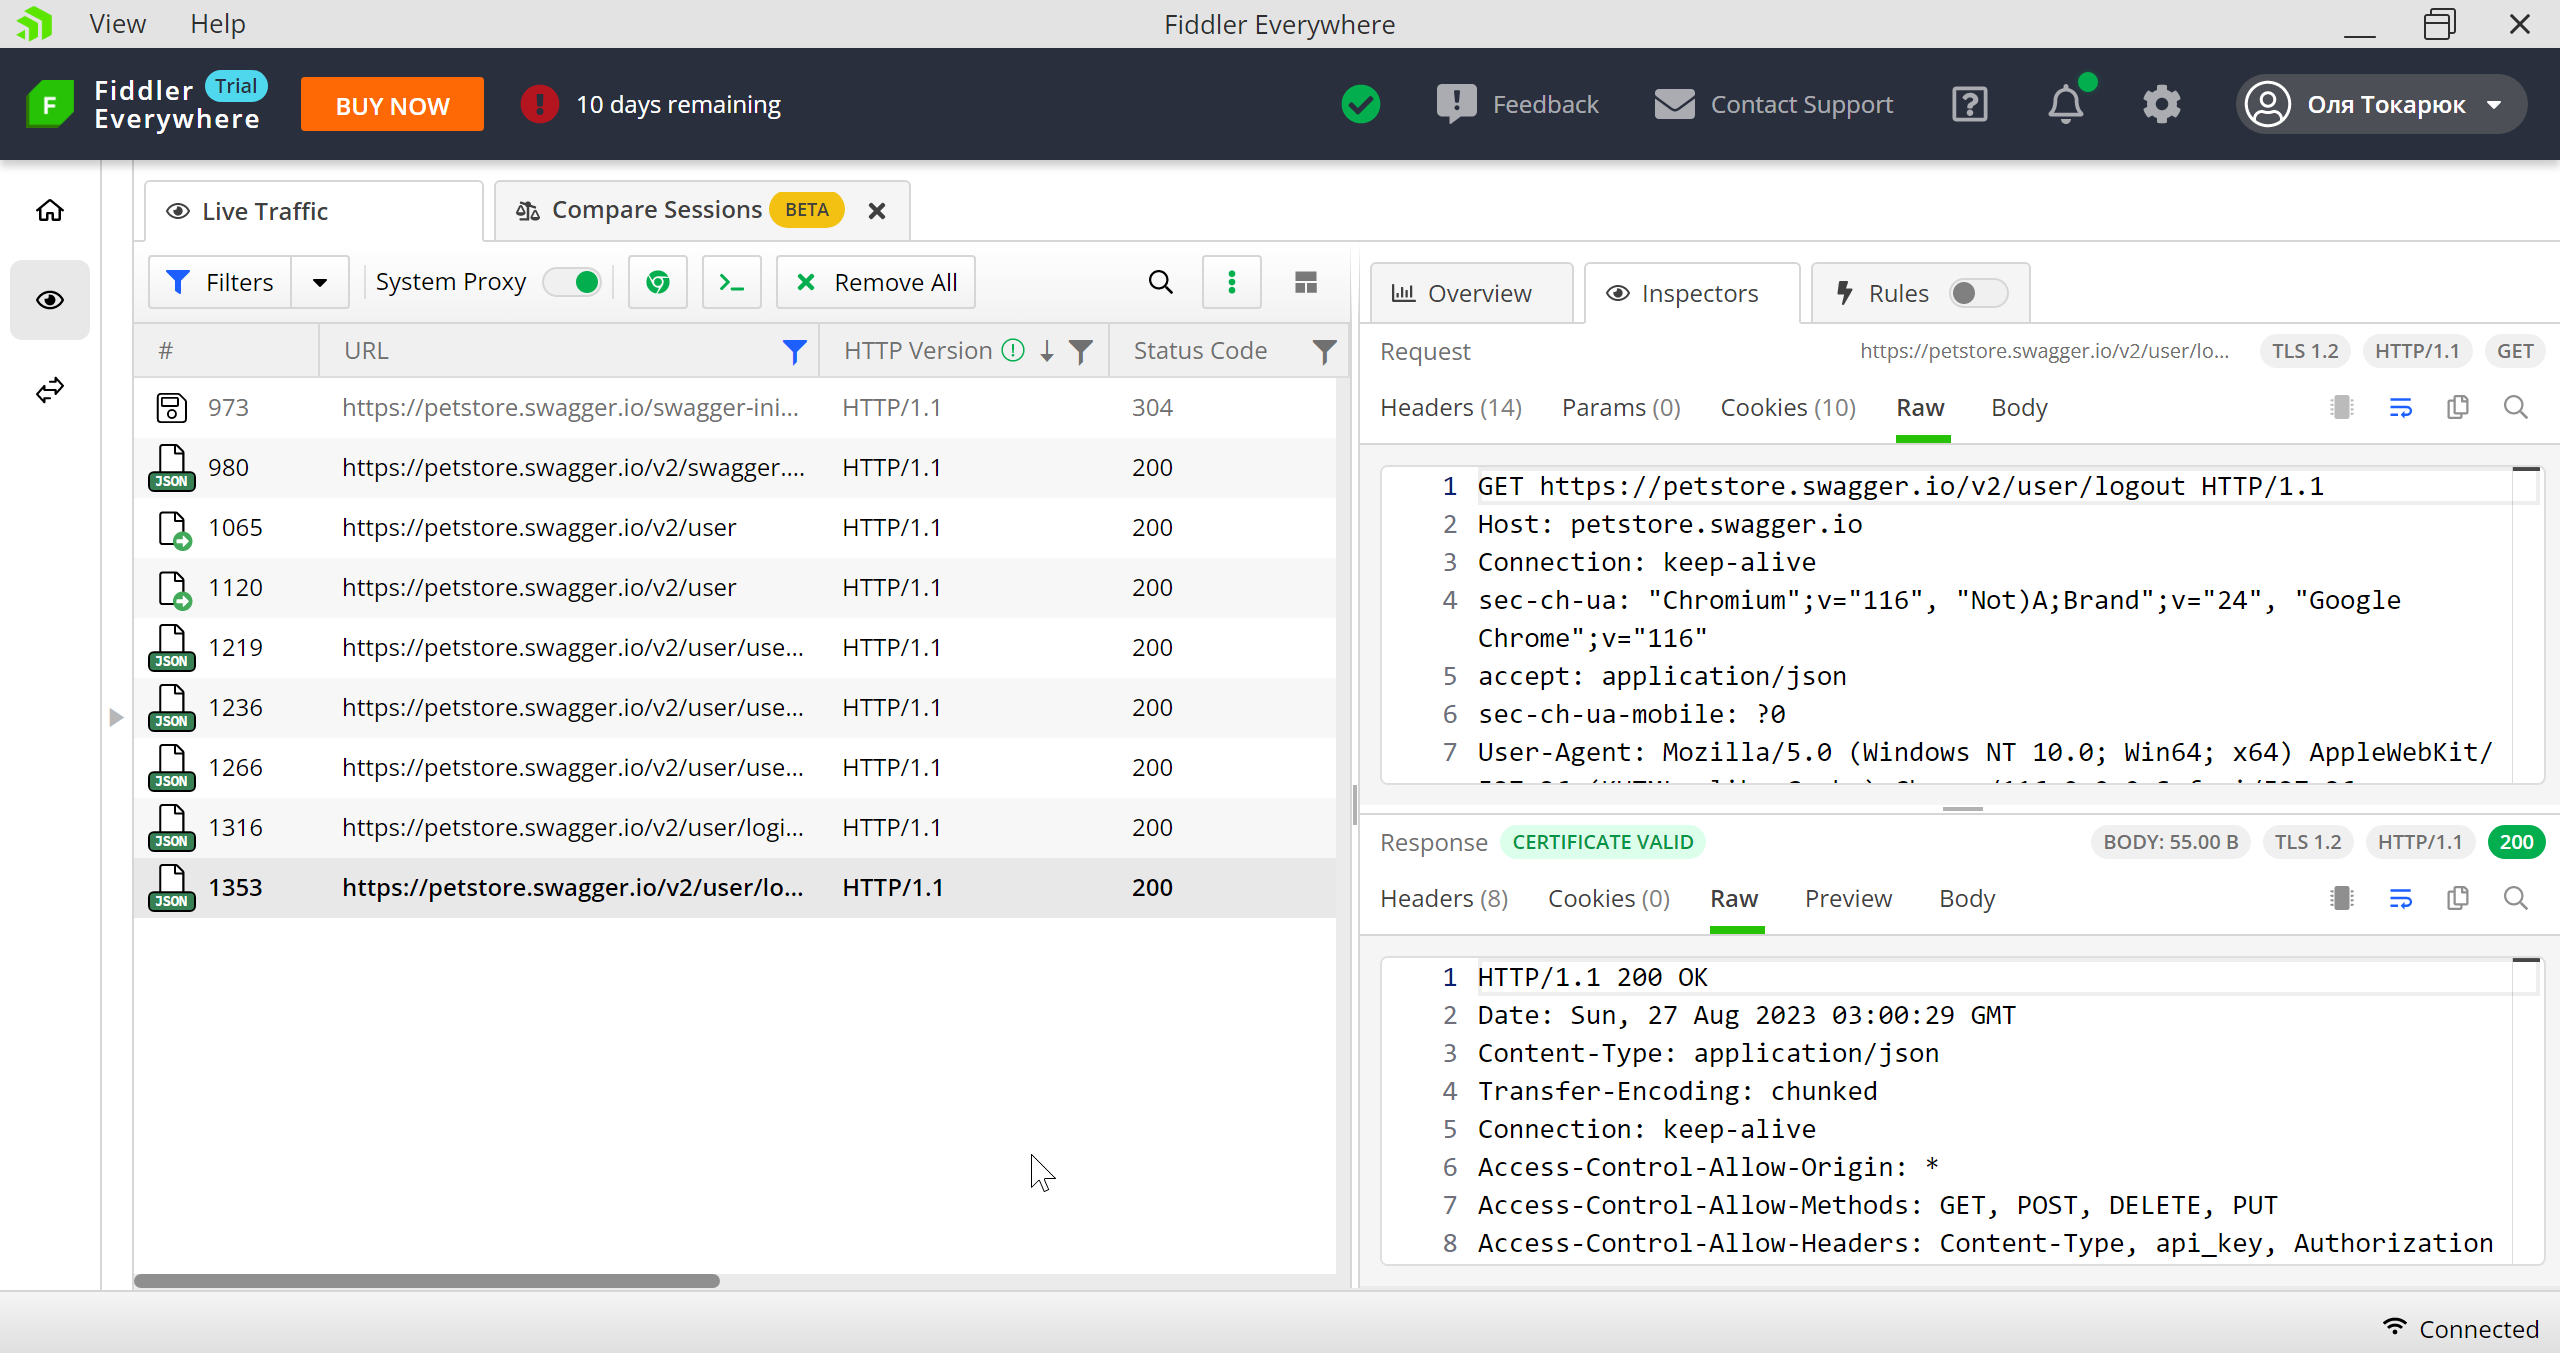 View Help Fiddler Everywhere
Fiddler Everywhere Trial BUY NOW 10 days remaining Feedback Contact Support Оля Токарюк
Live Traffic Compare Sessions BETA
Filters System Proxy Remove All
Overview Inspectors Rules
# URL HTTP Version Status Code
973 https://petstore.swagger.io/swagger-ini... HTTP/1.1 304
JSON 980 https://petstore.swagger.io/v2/swagger.... HTTP/1.1 200
1065 https://petstore.swagger.io/v2/user HTTP/1.1 200
1120 https://petstore.swagger.io/v2/user HTTP/1.1 200
JSON 1219 https://petstore.swagger.io/v2/user/use... HTTP/1.1 200
JSON 1236 https://petstore.swagger.io/v2/user/use... HTTP/1.1 200
JSON 1266 https://petstore.swagger.io/v2/user/use... HTTP/1.1 200
JSON 1316 https://petstore.swagger.io/v2/user/logi... HTTP/1.1 200
JSON 1353 https://petstore.swagger.io/v2/user/lo... HTTP/1.1 200
Request https://petstore.swagger.io/v2/user/lo... TLS 1.2 HTTP/1.1 GET
Headers (14) Params (0) Cookies (10) Raw Body
1 GET https://petstore.swagger.io/v2/user/logout HTTP/1.1
2 Host: petstore.swagger.io
3 Connection: keep-alive
4 sec-ch-ua: "Chromium";v="116", "Not)A;Brand";v="24", "Google
Chrome";v="116"
5 accept: application/json
6 sec-ch-ua-mobile: ?0
7 User-Agent: Mozilla/5.0 (Windows NT 10.0; Win64; x64) AppleWebKit/
Response CERTIFICATE VALID BODY: 55.00 B TLS 1.2 HTTP/1.1 200
Headers (8) Cookies (0) Raw Preview Body
1 HTTP/1.1 200 OK
2 Date: Sun, 27 Aug 2023 03:00:29 GMT
3 Content-Type: application/json
4 Transfer-Encoding: chunked
5 Connection: keep-alive
6 Access-Control-Allow-Origin: *
7 Access-Control-Allow-Methods: GET, POST, DELETE, PUT
8 Access-Control-Allow-Headers: Content-Type, api_key, Authorization
Connected